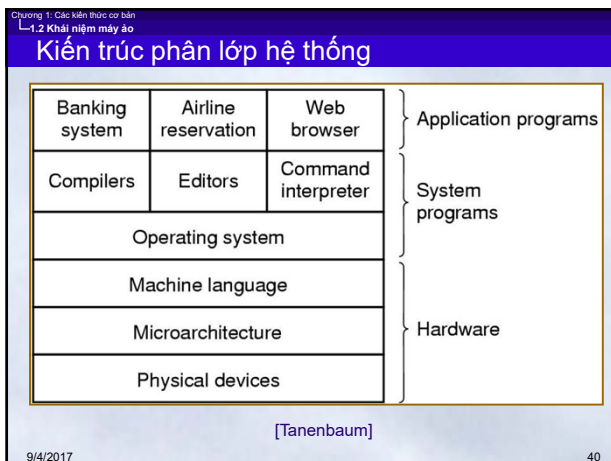 Chương 1: Các kiến thức cơ bản
1.2 Khái niệm máy ảo
Kiến trúc phân lớp hệ thống
Banking system
Airline reservation
Web browser
Application programs
Compilers
Editors
Command interpreter
System programs
Operating system
Machine language
Microarchitecture
Hardware
Physical devices
[Tanenbaum]
9/4/2017
40